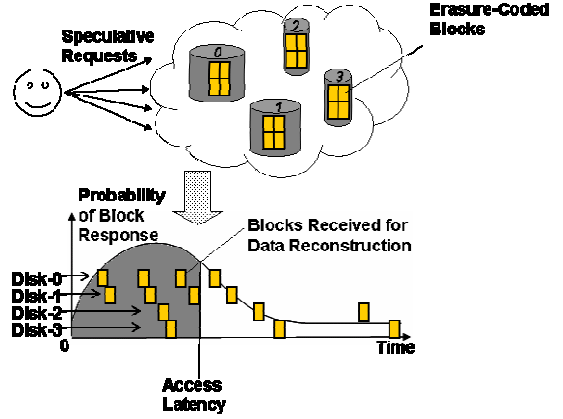 Erasure-Coded
Blocks
Speculative
Requests
0
2
3
1
Probability
of Block
Response
Blocks Received for
Data Reconstruction
Disk-0
Disk-1
Disk-2
Disk-3
0
Time
Access
Latency